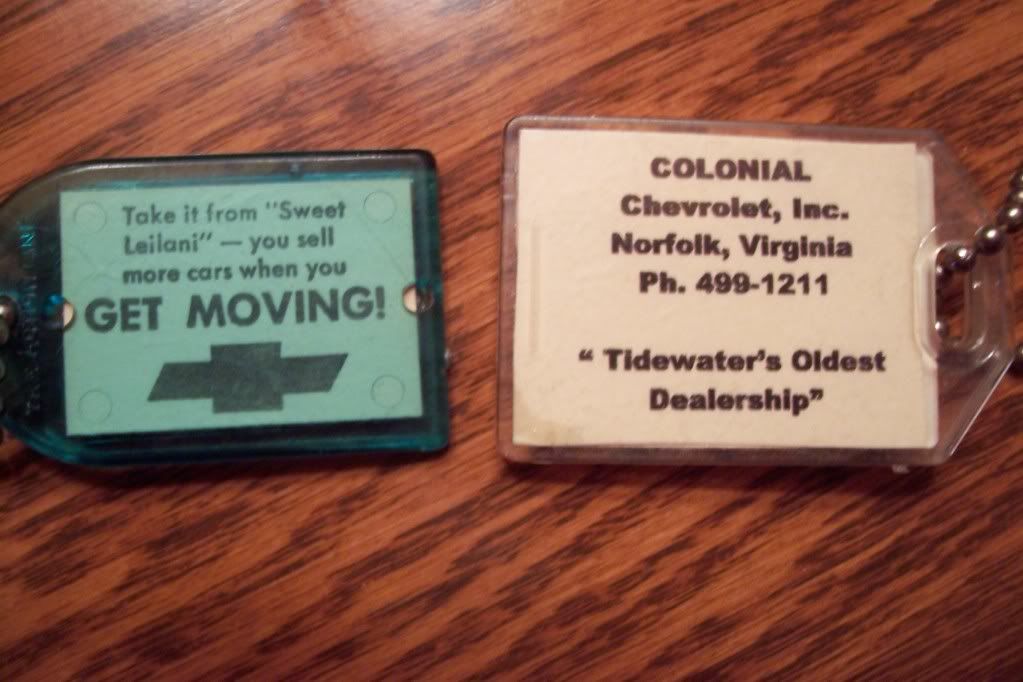 Take it from "Sweet
Leilani" — you sell
more cars when you
GET MOVING!
COLONIAL
Chevrolet, Inc.
Norfolk, Virginia
Ph. 499-1211
“ Tidewater’s Oldest
Dealership”